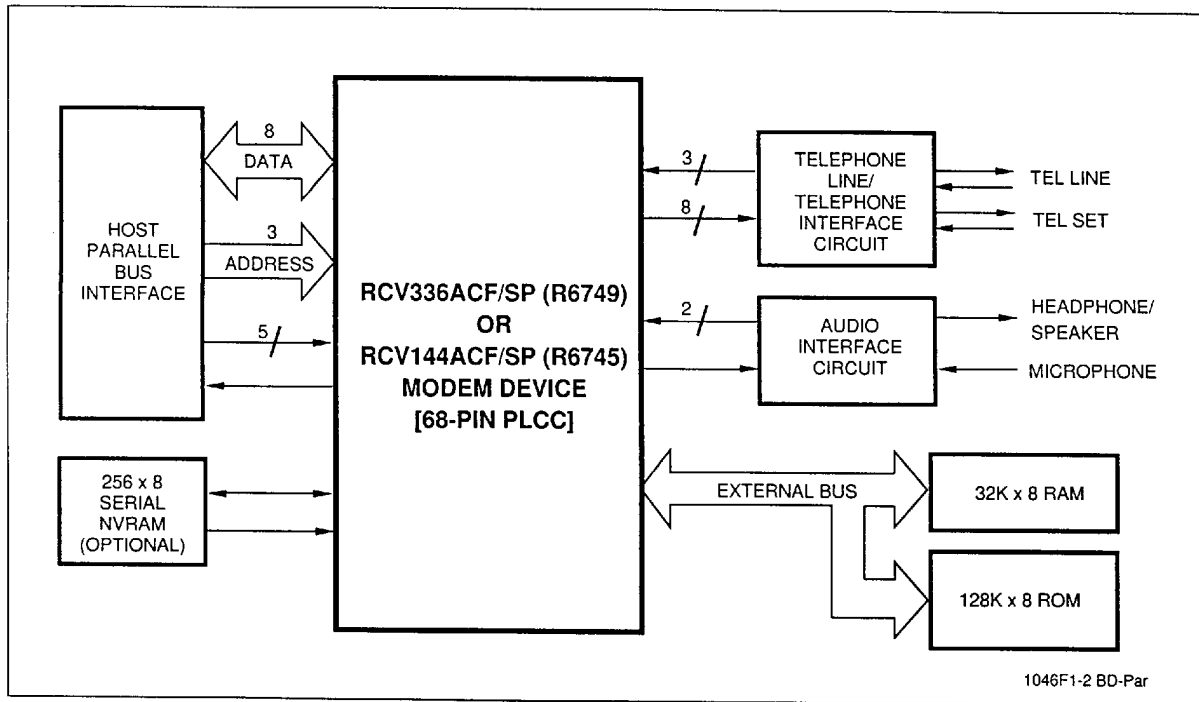 HOST
PARALLEL
BUS
INTERFACE
8
DATA
3
ADDRESS
5
256 x 8
SERIAL
NVRAM
(OPTIONAL)
RCV336ACF/SP (R6749)
OR
RCV144ACF/SP (R6745)
MODEM DEVICE
[68-PIN PLCC]
3
8
TELEPHONE
LINE/
TELEPHONE
INTERFACE
CIRCUIT
TEL LINE
TEL SET
2
AUDIO
INTERFACE
CIRCUIT
HEADPHONE/
SPEAKER
MICROPHONE
EXTERNAL BUS
32K x 8 RAM
128K x 8 ROM
1046F1-2 BD-Par